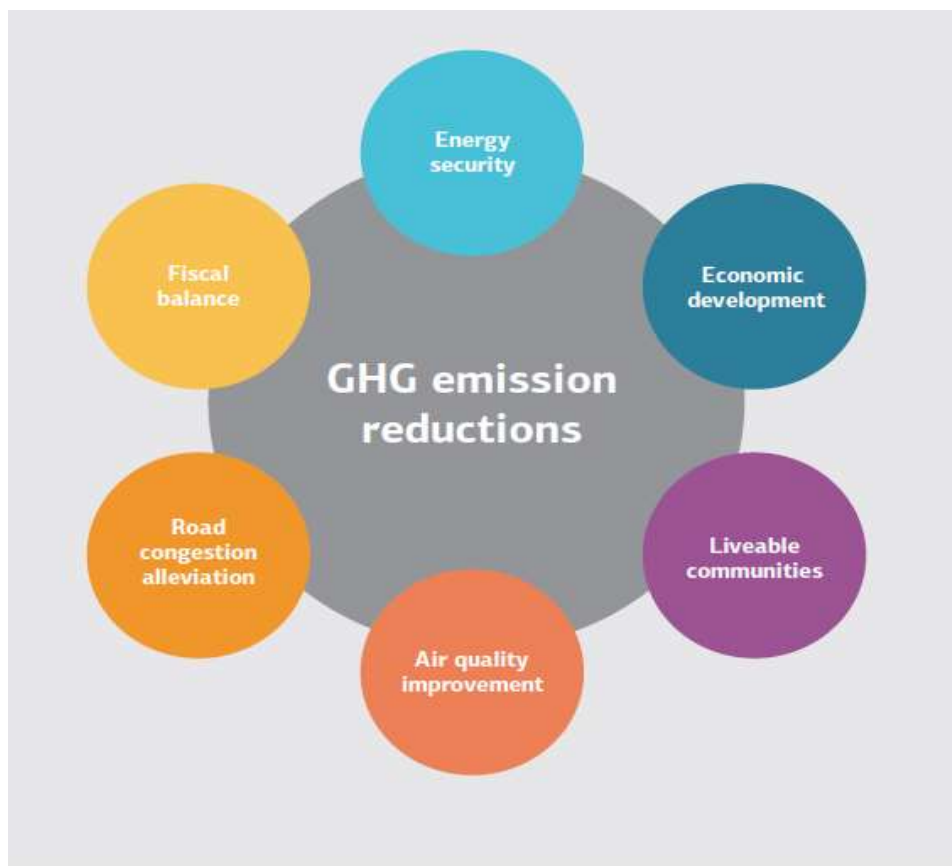 Energy
security
Fiscal
balance
Economic
development
GHG emission
reductions
Road
congestion
alleviation
Liveable
communities
Air quality
improvement